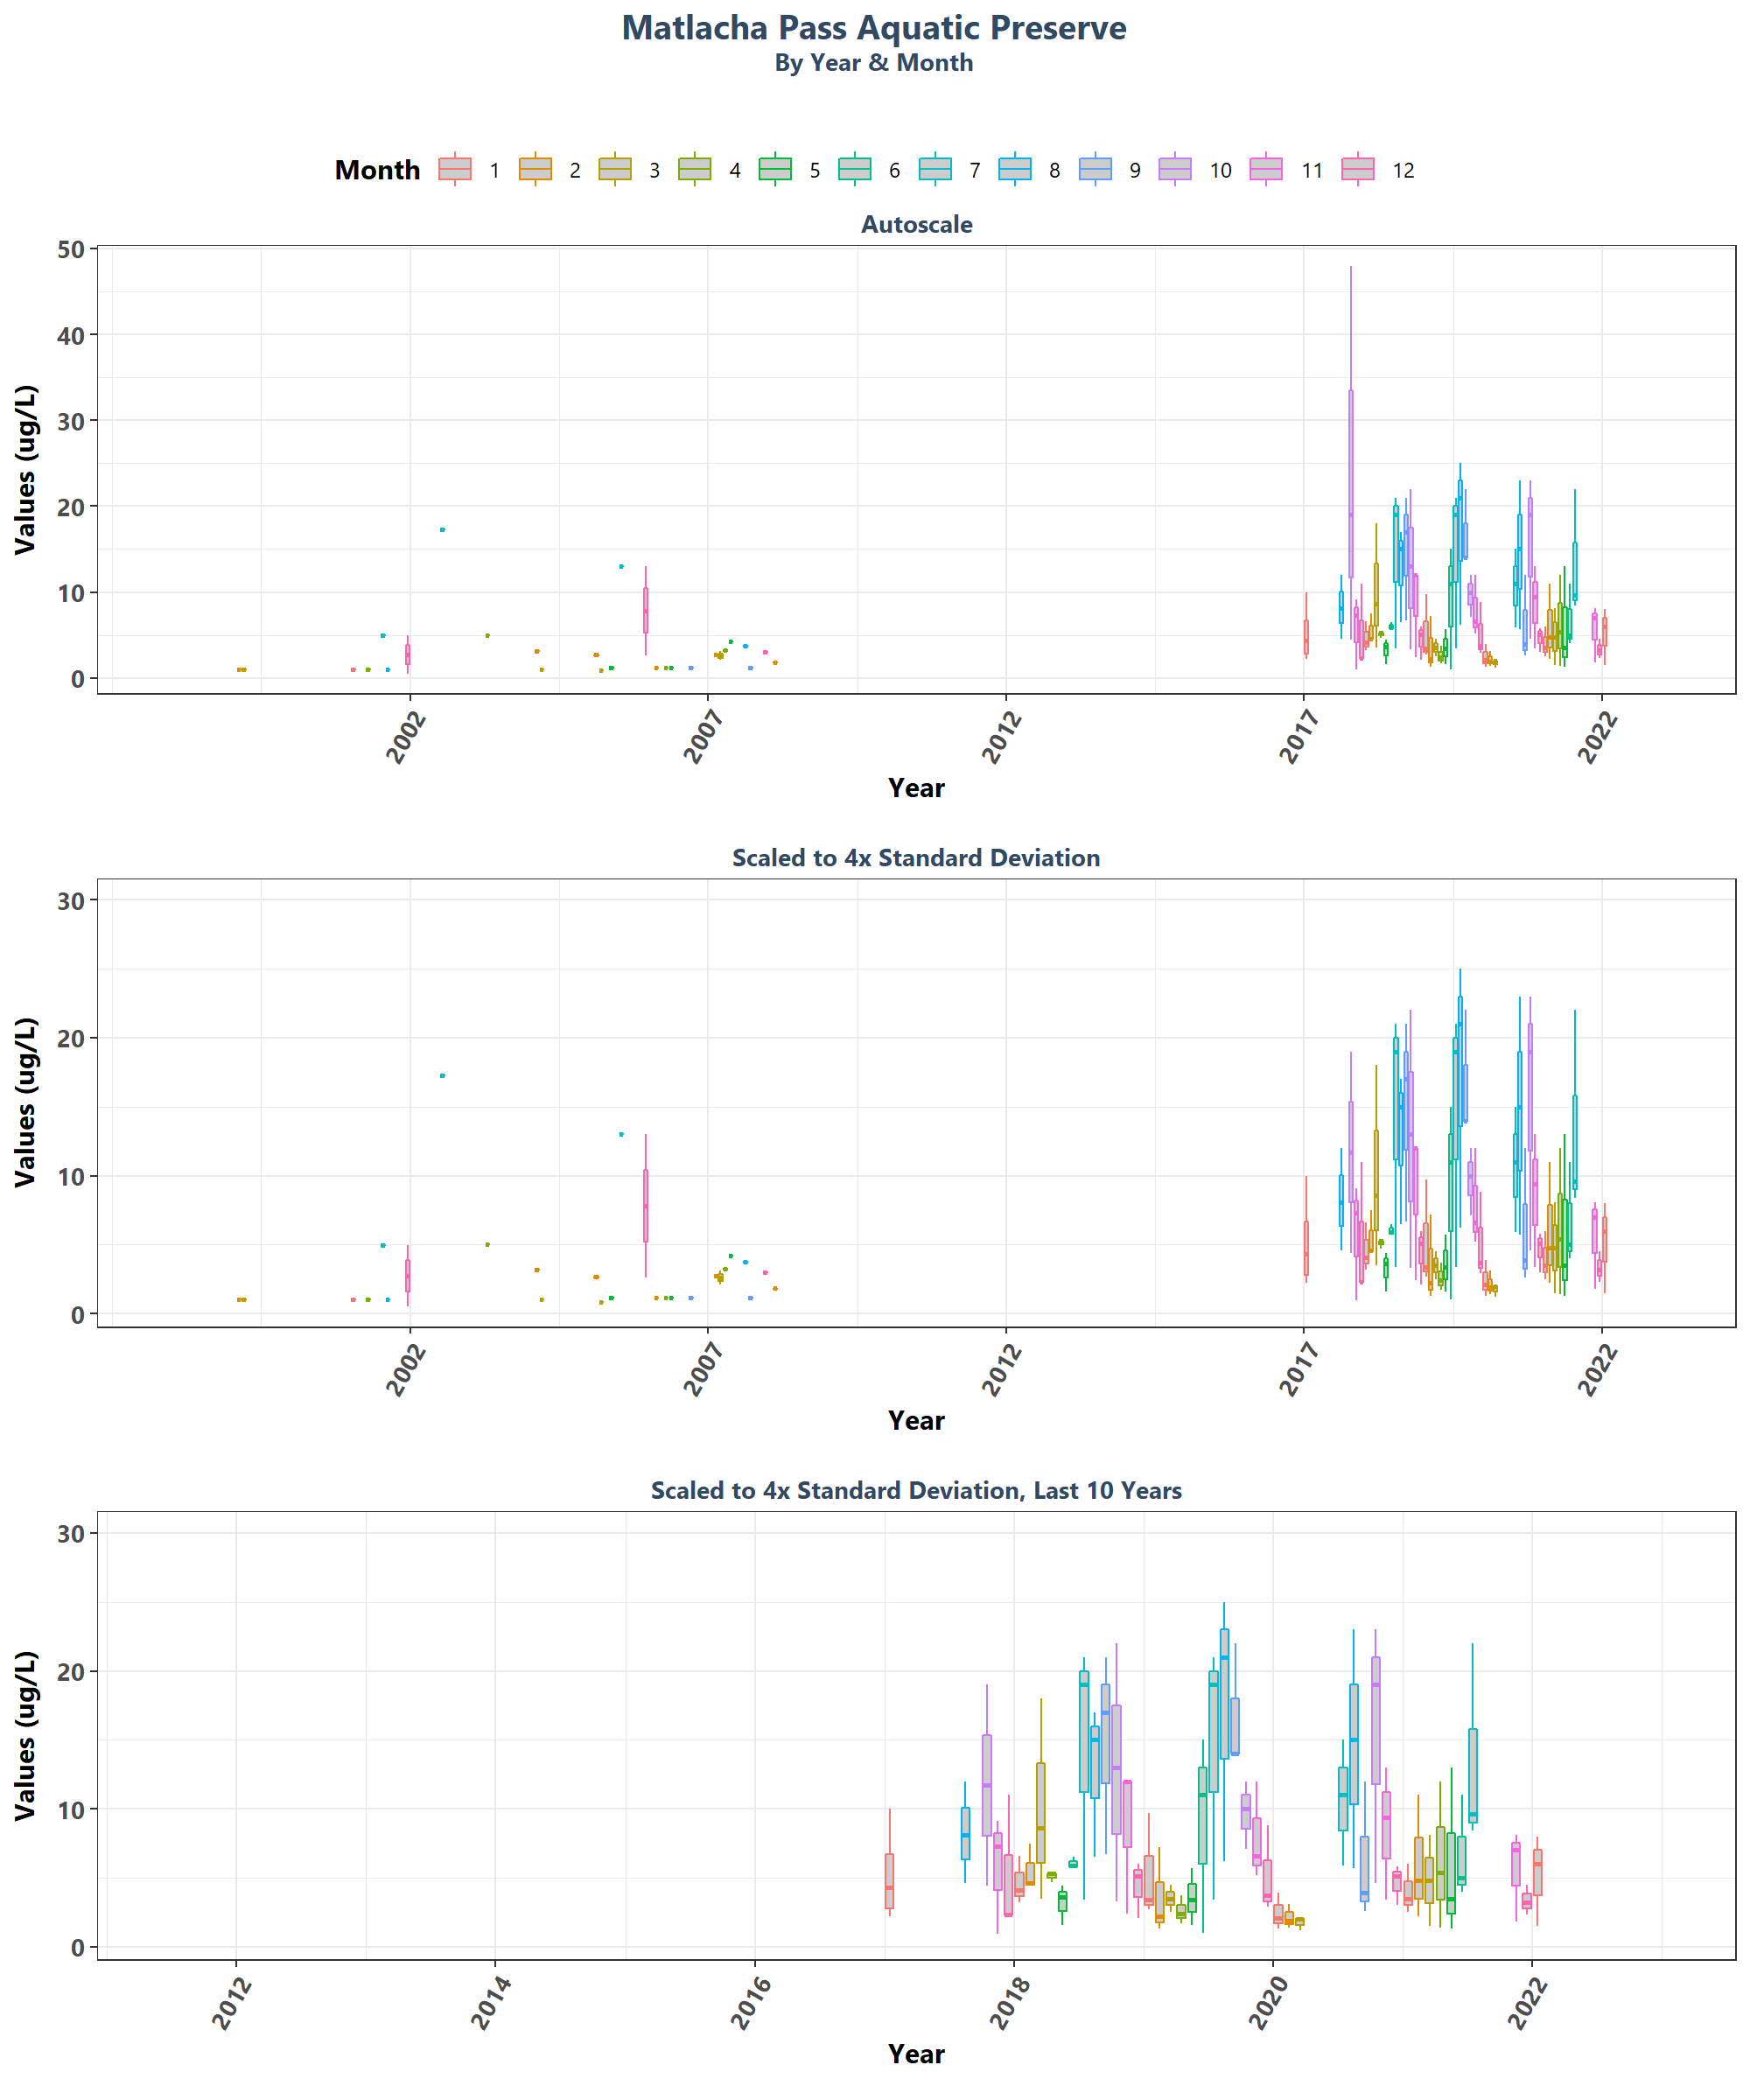 Matlacha Pass Aquatic Preserve
By Year & Month
Month 1 2 3 4 5 6 7 8 9 10 11 12
Autoscale
Values (ug/L)
50
40
30
20
10
0
2002 2007 2012 2017 2022
Year
Scaled to 4x Standard Deviation
Values (ug/L)
30
20
10
0
2002 2007 2012 2017 2022
Year
Scaled to 4x Standard Deviation, Last 10 Years
Values (ug/L)
30
20
10
0
2012 2014 2016 2018 2020 2022
Year